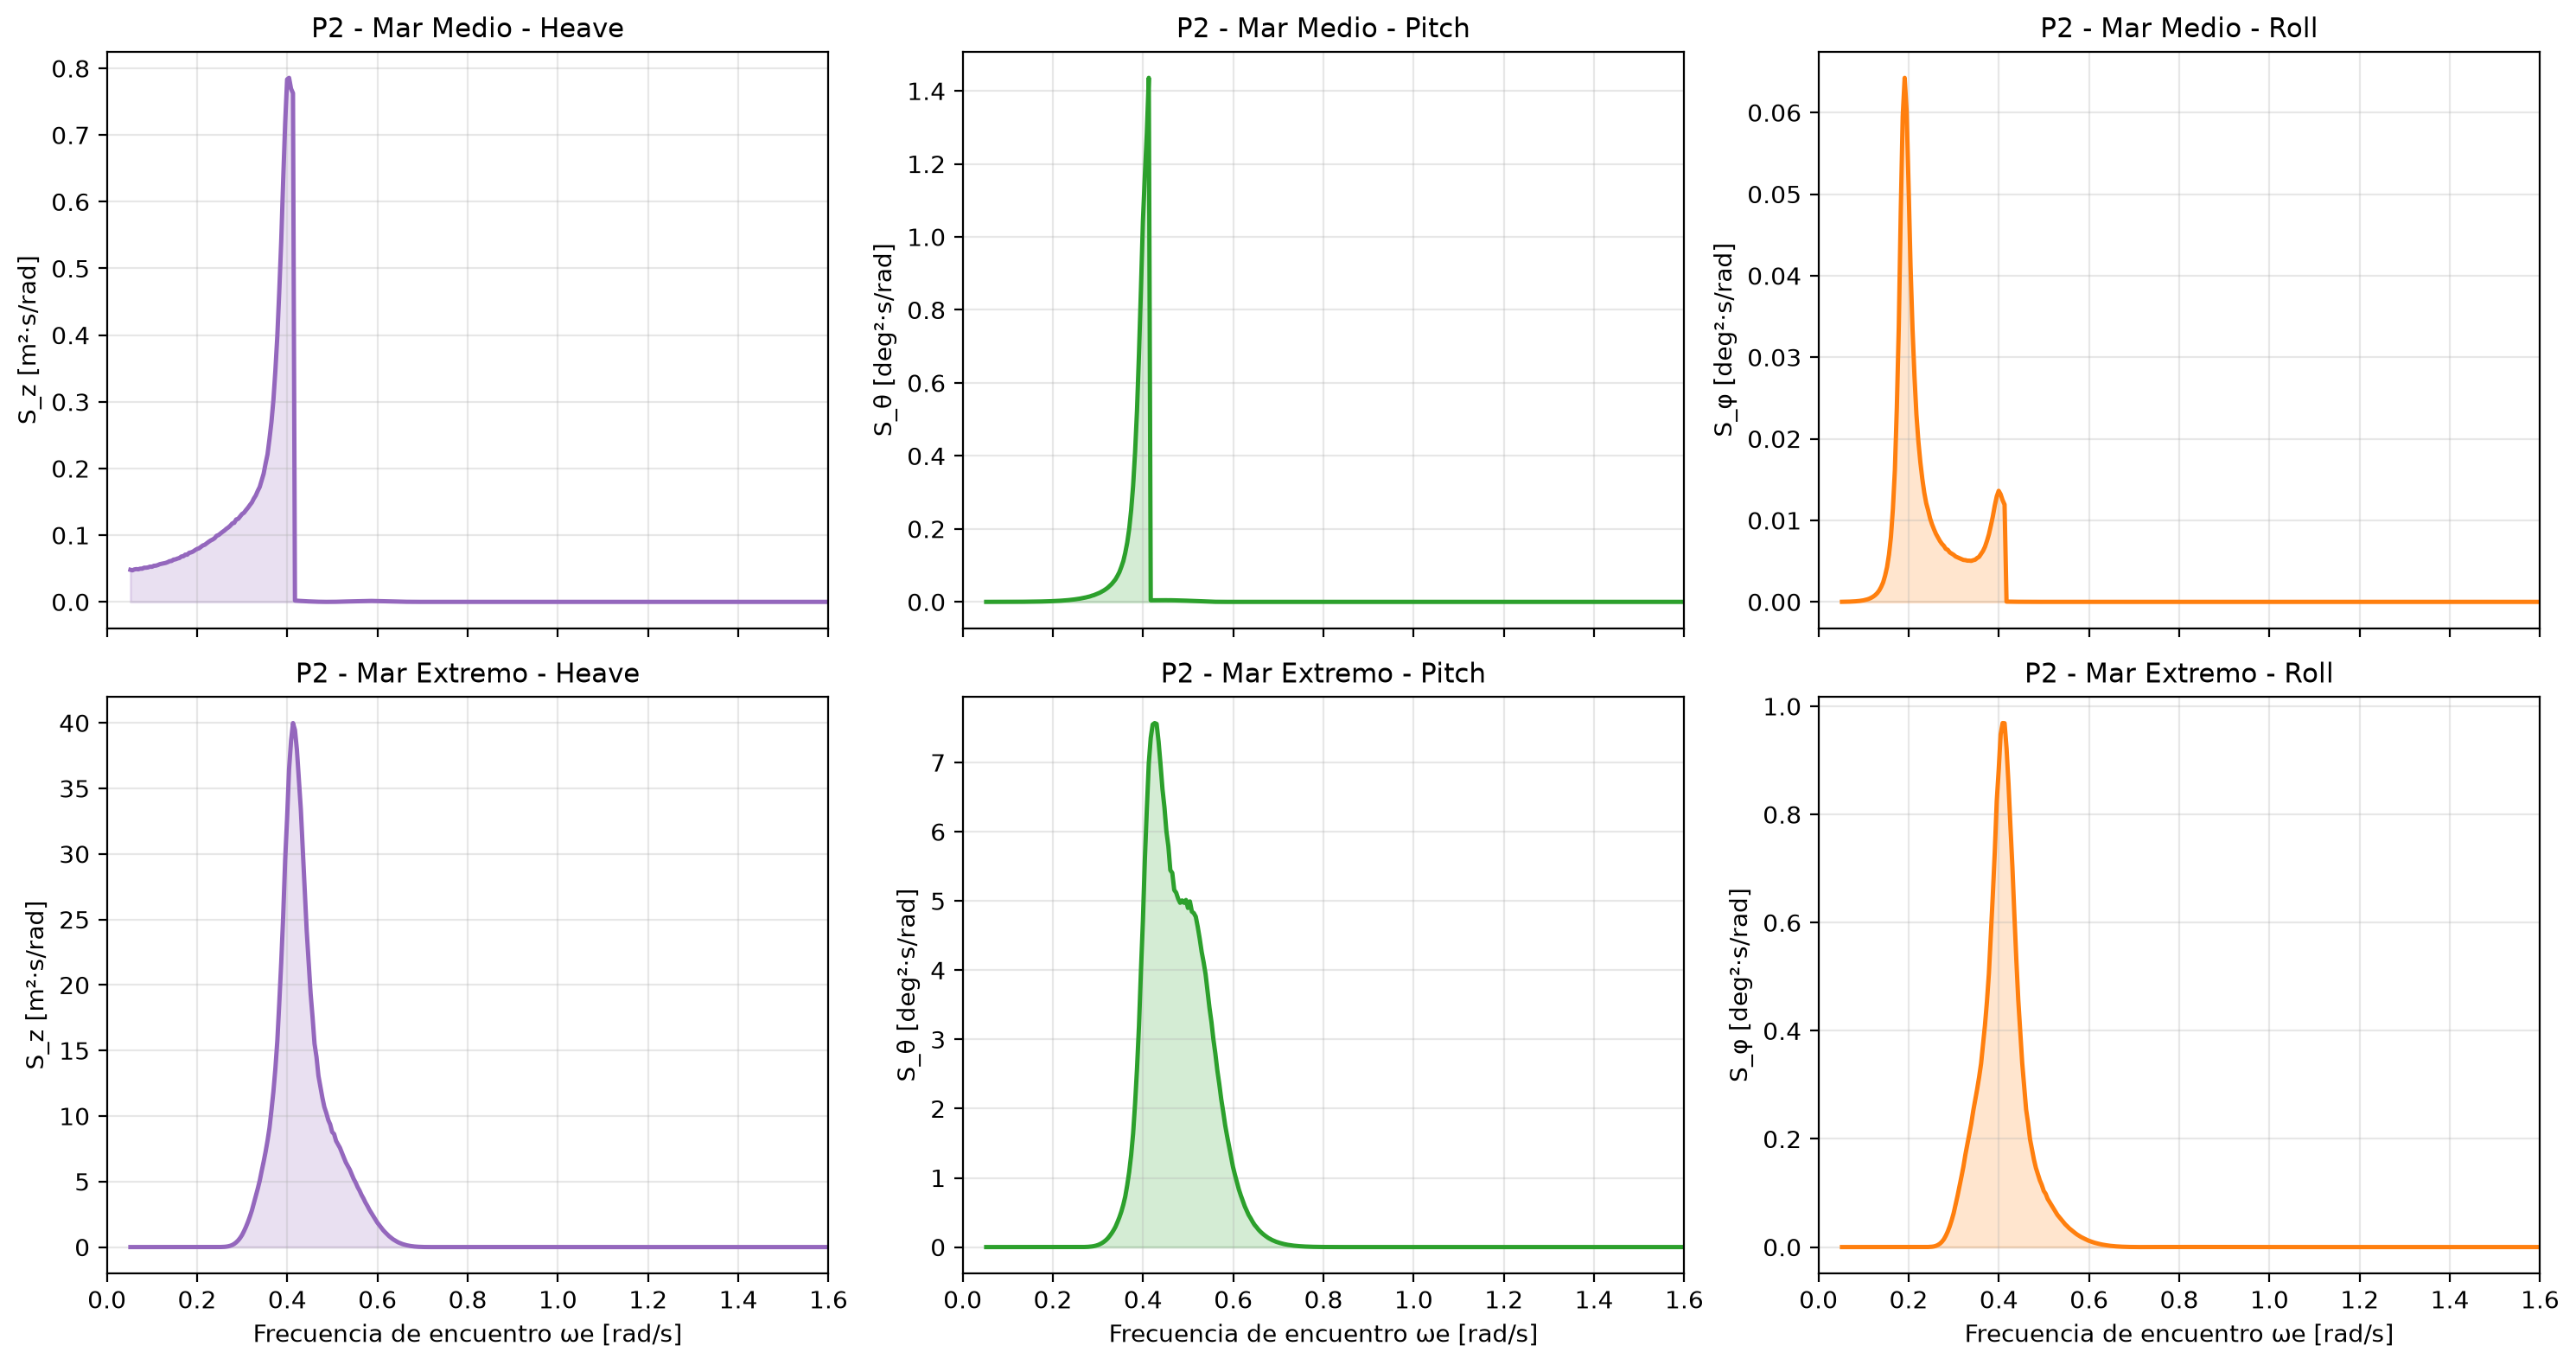 P2 - Mar Medio - Heave
S_z [m²·s/rad]
0.8
0.7
0.6
0.5
0.4
0.3
0.2
0.1
0.0
P2 - Mar Medio - Pitch
S_θ [deg²·s/rad]
1.4
1.2
1.0
0.8
0.6
0.4
0.2
0.0
P2 - Mar Medio - Roll
S_φ [deg²·s/rad]
0.06
0.05
0.04
0.03
0.02
0.01
0.00
P2 - Mar Extremo - Heave
S_z [m²·s/rad]
40
35
30
25
20
15
10
5
0
0.0 0.2 0.4 0.6 0.8 1.0 1.2 1.4 1.6
Frecuencia de encuentro ωe [rad/s]
P2 - Mar Extremo - Pitch
S_θ [deg²·s/rad]
7
6
5
4
3
2
1
0
0.0 0.2 0.4 0.6 0.8 1.0 1.2 1.4 1.6
Frecuencia de encuentro ωe [rad/s]
P2 - Mar Extremo - Roll
S_φ [deg²·s/rad]
1.0
0.8
0.6
0.4
0.2
0.0
0.0 0.2 0.4 0.6 0.8 1.0 1.2 1.4 1.6
Frecuencia de encuentro ωe [rad/s]